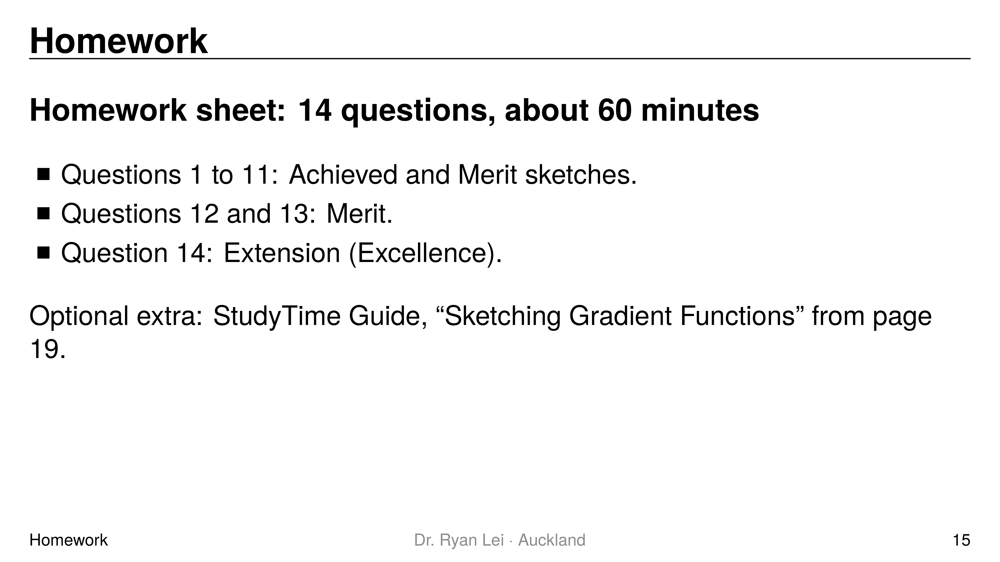 Homework
Homework sheet: 14 questions, about 60 minutes
■ Questions 1 to 11: Achieved and Merit sketches.
■ Questions 12 and 13: Merit.
■ Question 14: Extension (Excellence).
Optional extra: StudyTime Guide, “Sketching Gradient Functions” from page
19.
Homework
Dr. Ryan Lei · Auckland
15